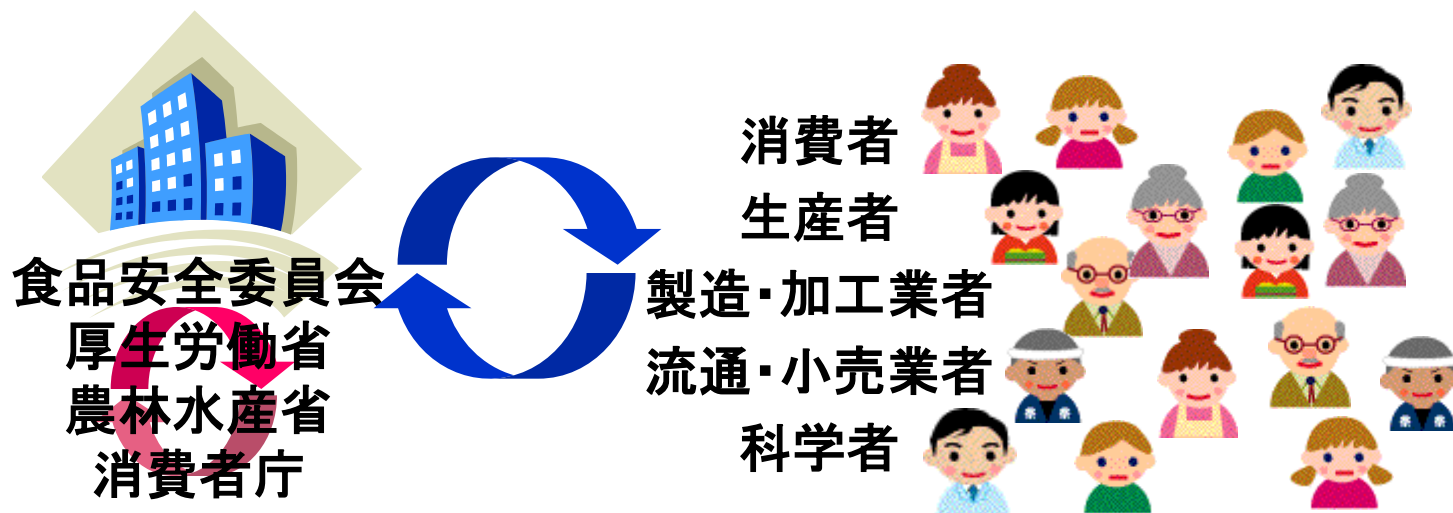 食品安全委員会
厚生労働省
農林水産省
消費者庁
消費者
生産者
製造・加工業者
流通・小売業者
科学者